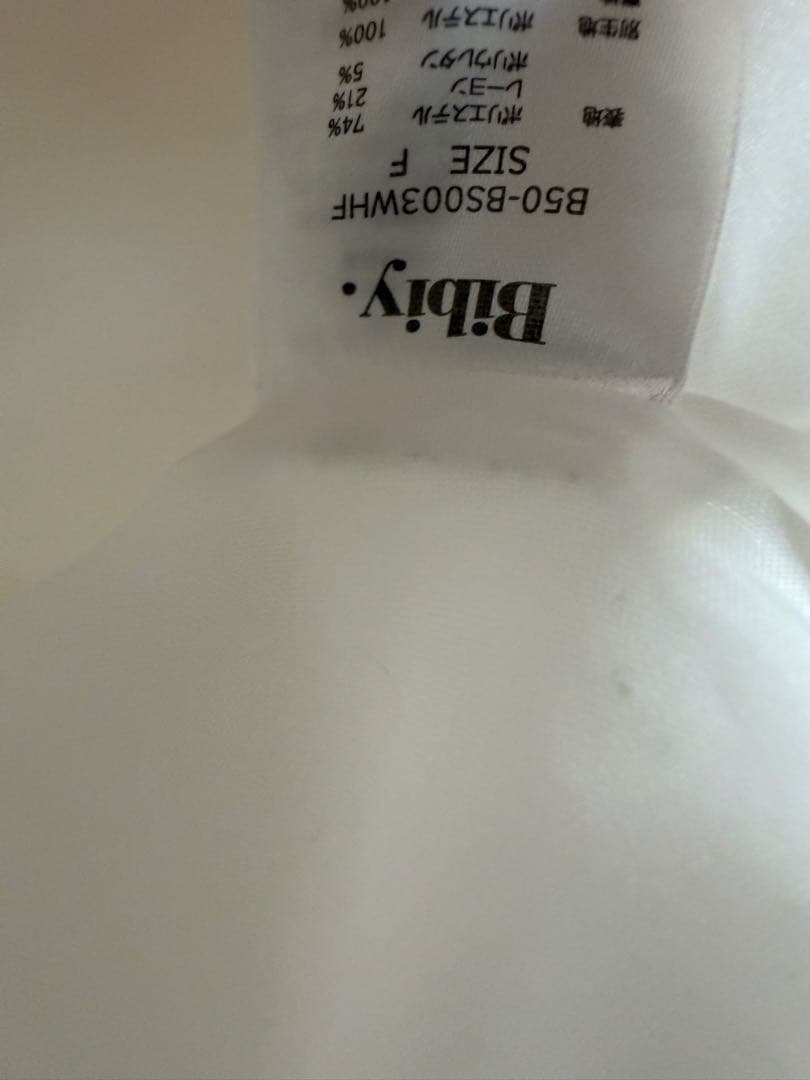 Bibiy.
B50-BS003WHF
SIZE F
表地 ポリエステル 74%
レーヨン 21%
ポリウレタン 5%
別生地 ポリエステル 100%
100%